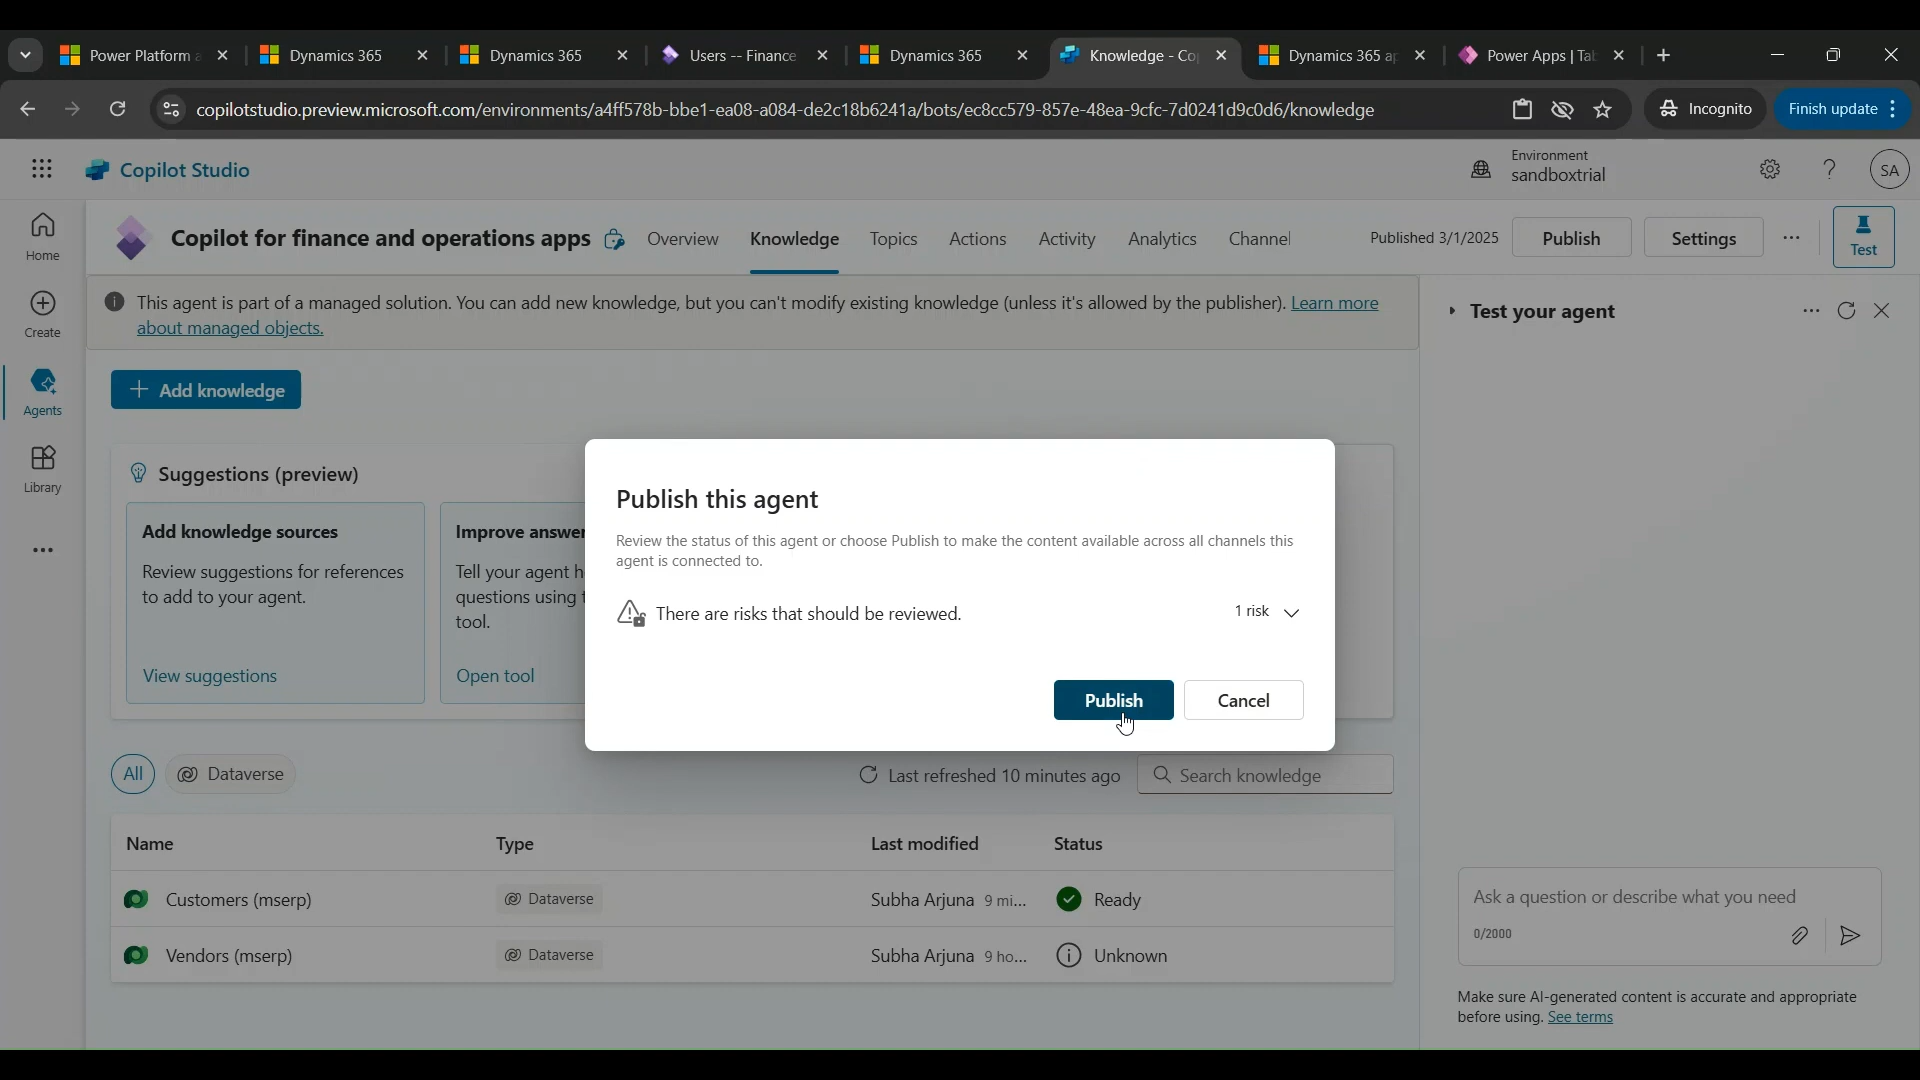 Power Platform a
Dynamics 365
Dynamics 365
Users -- Finance
Dynamics 365
Knowledge - Co
Dynamics 365 ap
Power Apps | Tab
copilotstudio.preview.microsoft.com/environments/a4ff578b-bbe1-ea08-a084-de2c18b6241a/bots/ec8cc579-857e-48ea-9cfc-7d0241d9c0d6/knowledge
Incognito
Finish update
Copilot Studio
Environment
sandboxtrial
SA
Home
Create
Agents
Library
Copilot for finance and operations apps
Overview
Knowledge
Topics
Actions
Activity
Analytics
Channel
Published 3/1/2025
Publish
Settings
Test
This agent is part of a managed solution. You can add new knowledge, but you can't modify existing knowledge (unless it's allowed by the publisher). Learn more
about managed objects.
Add knowledge
Suggestions (preview)
Add knowledge sources
Review suggestions for references
to add to your agent.
View suggestions
Improve answer
Tell your agent h
questions using t
tool.
Open tool
Publish this agent
Review the status of this agent or choose Publish to make the content available across all channels this
agent is connected to.
There are risks that should be reviewed.
1 risk
Publish
Cancel
All
Dataverse
Last refreshed 10 minutes ago
Search knowledge
Name
Type
Last modified
Status
Customers (mserp)
Dataverse
Subha Arjuna 9 mi...
Ready
Vendors (mserp)
Dataverse
Subha Arjuna 9 ho...
Unknown
Test your agent
Ask a question or describe what you need
0/2000
Make sure AI-generated content is accurate and appropriate
before using. See terms